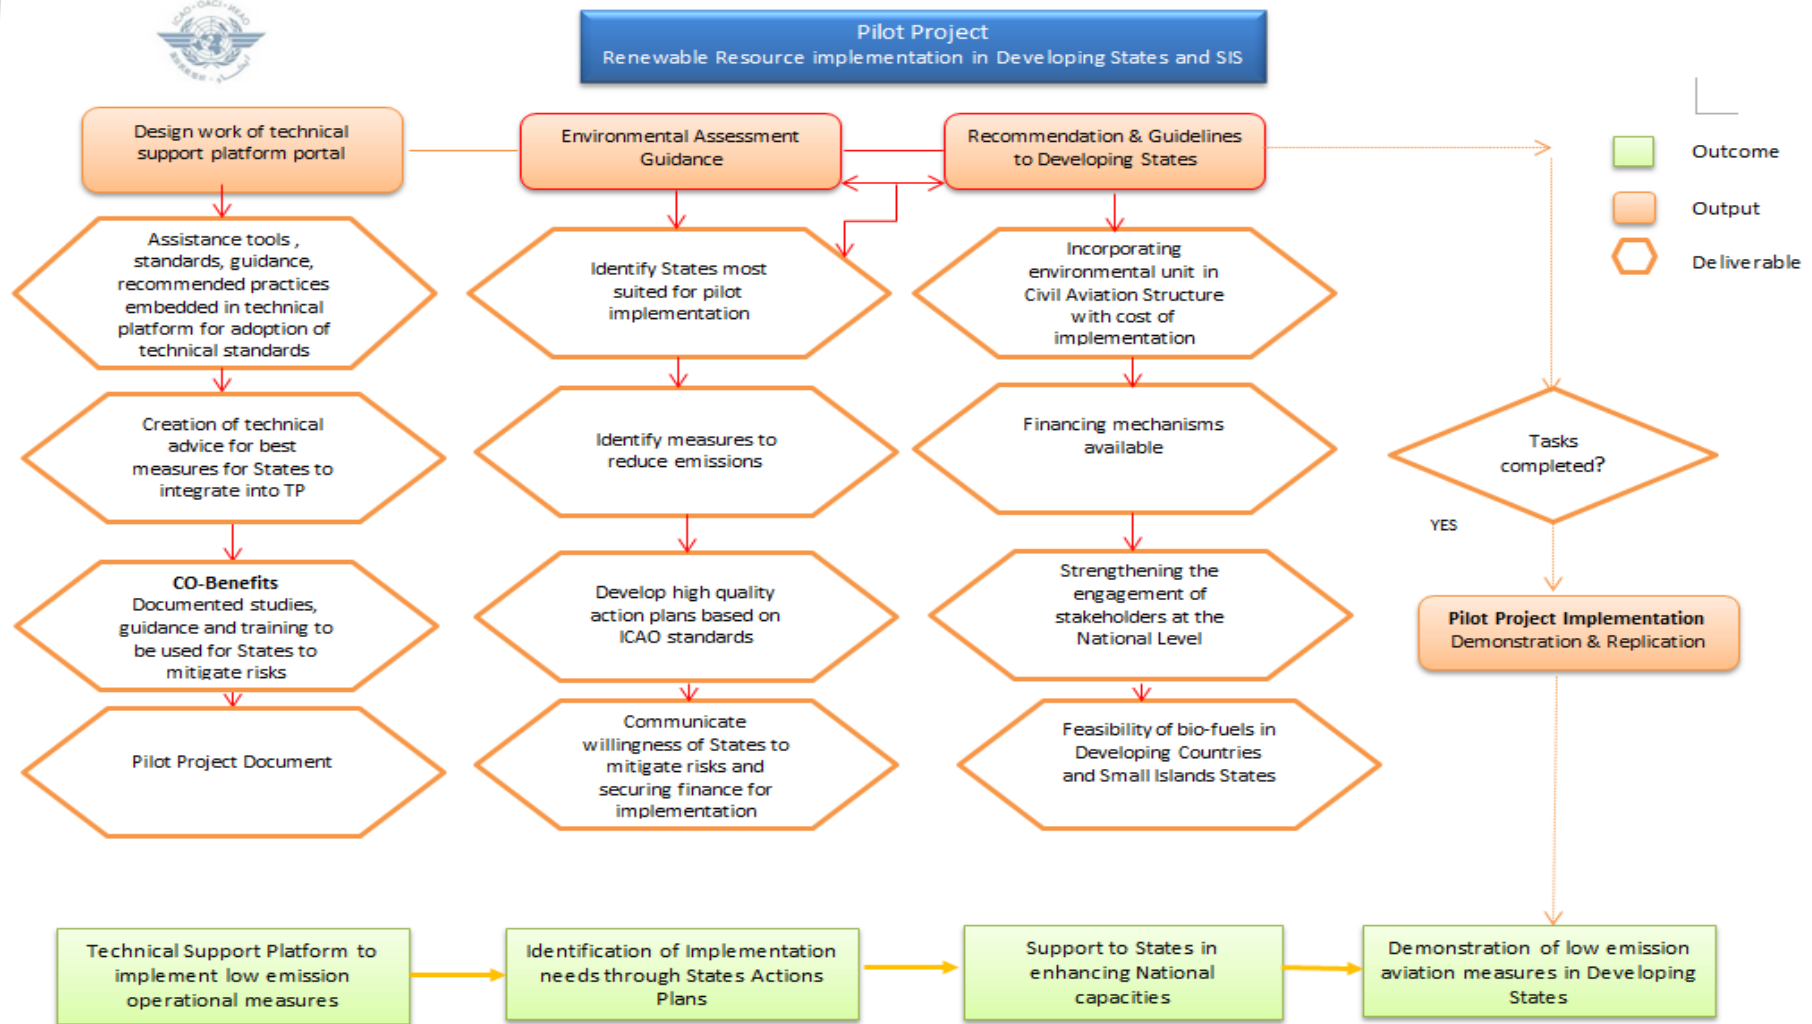 ICAO · OACI · ИКАО
Pilot Project
Renewable Resource implementation in Developing States and SIS
Design work of technical
support platform portal
Environmental Assessment
Guidance
Recommendation & Guidelines
to Developing States
Outcome
Output
Deliverable
Assistance tools ,
standards, guidance,
recommended practices
embedded in technical
platform for adoption of
technical standards
Identify States most
suited for pilot
implementation
Incorporating
environmental unit in
Civil Aviation Structure
with cost of
implementation
Creation of technical
advice for best
measures for States to
integrate into TP
Identify measures to
reduce emissions
Financing mechanisms
available
Tasks
completed?
YES
CO-Benefits
Documented studies,
guidance and training to
be used for States to
mitigate risks
Develop high quality
action plans based on
ICAO standards
Strengthening the
engagement of
stakeholders at the
National Level
Pilot Project Implementation
Demonstration & Replication
Pilot Project Document
Communicate
willingness of States to
mitigate risks and
securing finance for
implementation
Feasibility of bio-fuels in
Developing Countries
and Small Islands States
Technical Support Platform to
implement low emission
operational measures
Identification of Implementation
needs through States Actions
Plans
Support to States in
enhancing National
capacities
Demonstration of low emission
aviation measures in Developing
States